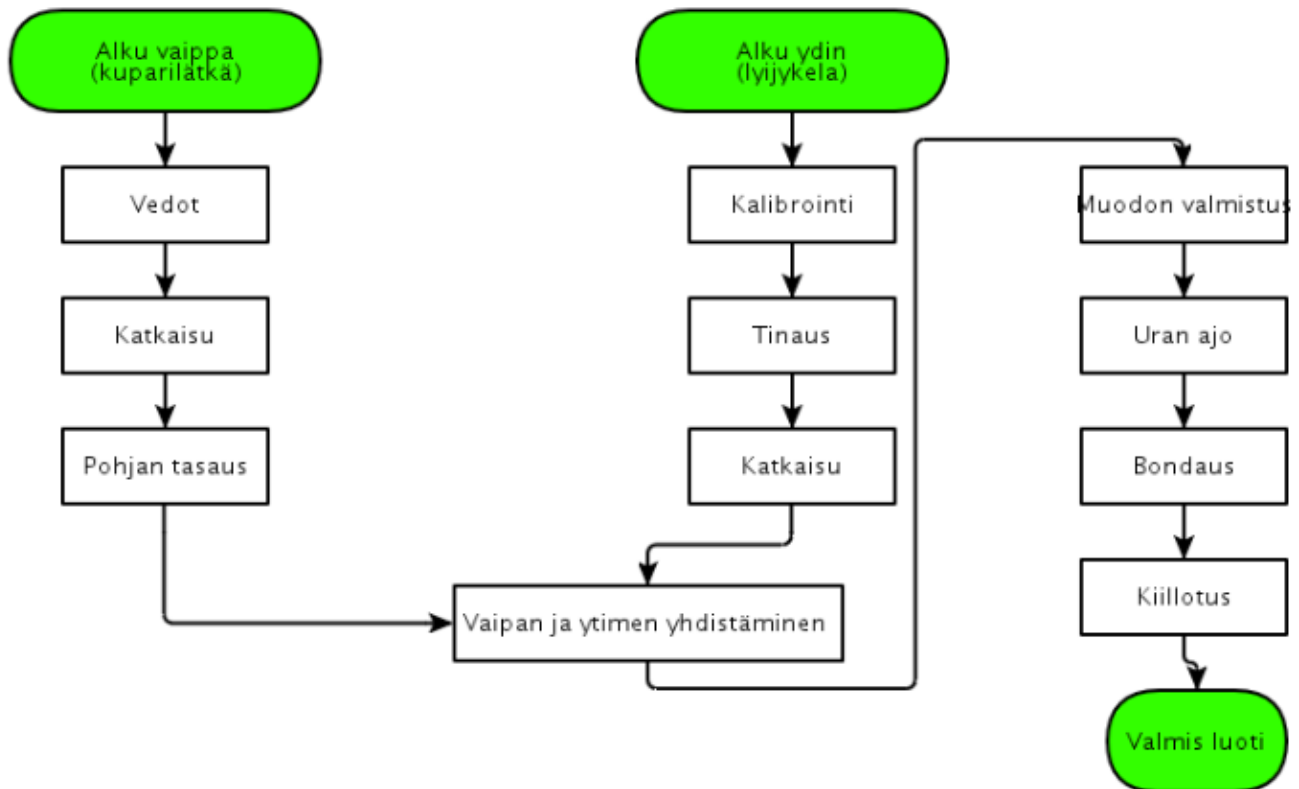 Alku vaippa
(kuparilätkä)
Vedot
Katkaisu
Pohjan tasaus
Alku ydin
(lyijykela)
Kalibrointi
Tinaus
Katkaisu
Vaipan ja ytimen yhdistäminen
Muodon valmistus
Uran ajo
Bondaus
Kiillotus
Valmis luoti